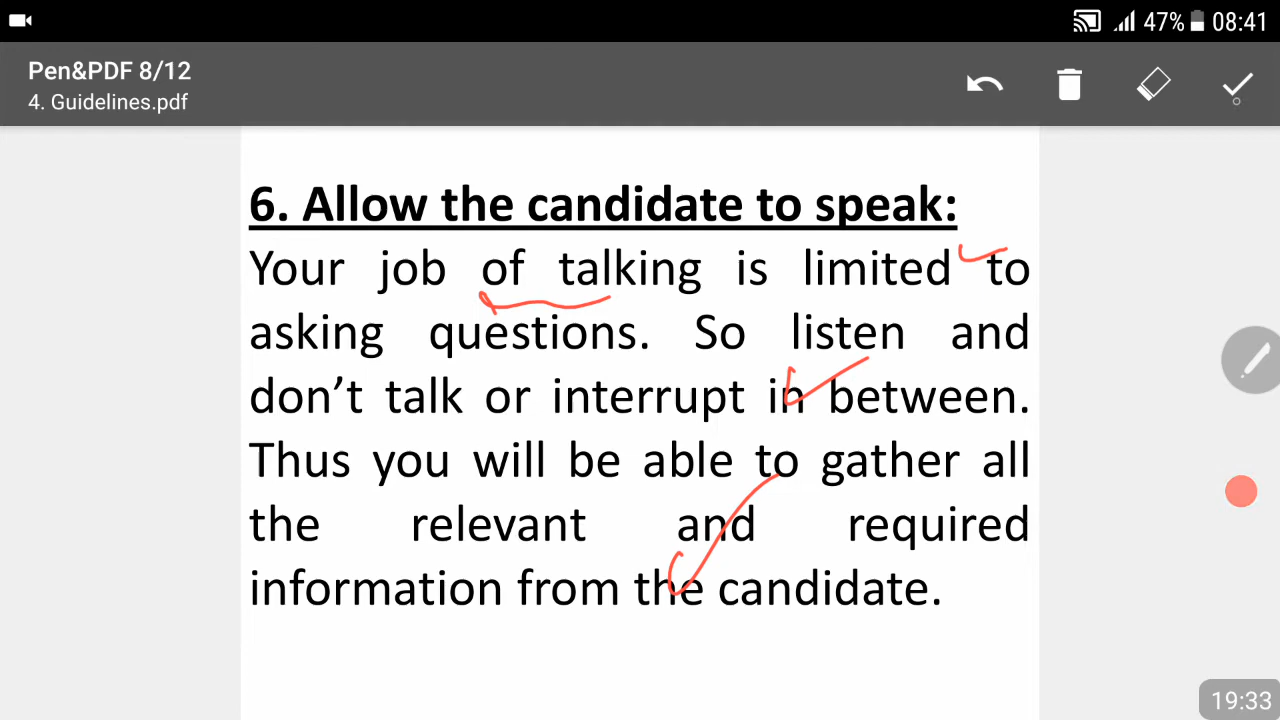 47% 08:41
Pen&PDF 8/12
4. Guidelines.pdf
6. Allow the candidate to speak:
Your job of talking is limited to
asking questions. So listen and
don’t talk or interrupt in between.
Thus you will be able to gather all
the relevant and required
information from the candidate.
19:33